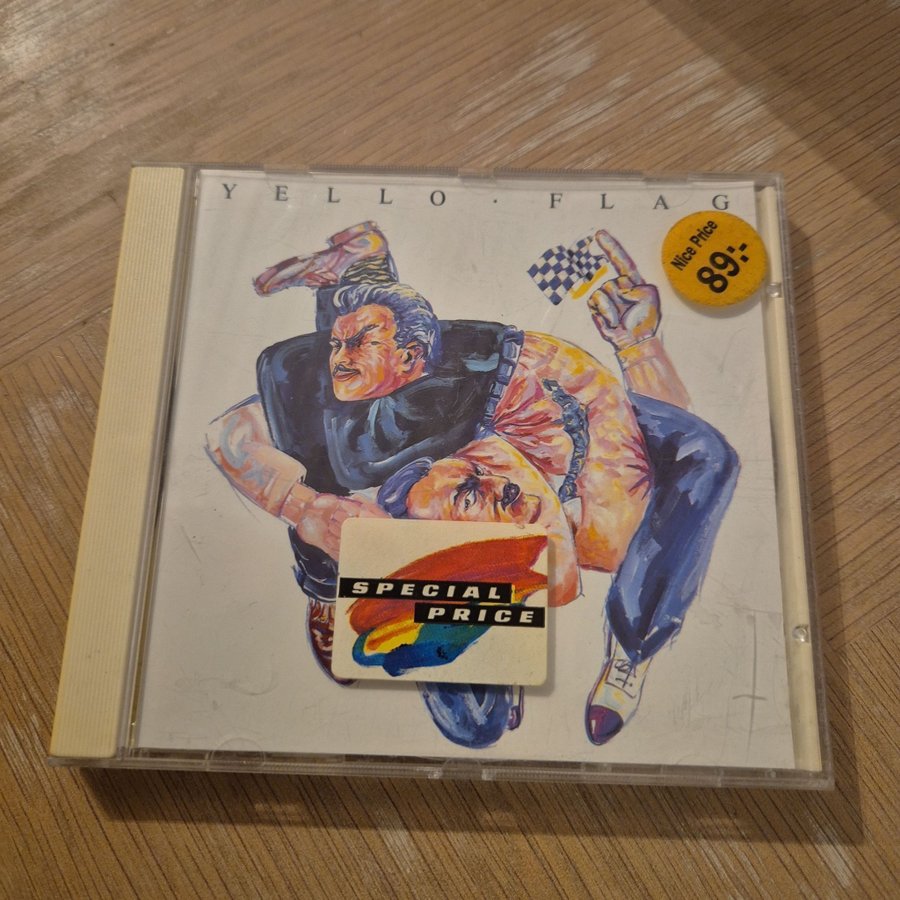 YELLO · FLAG
Nice Price
89:-
SPECIAL
PRICE